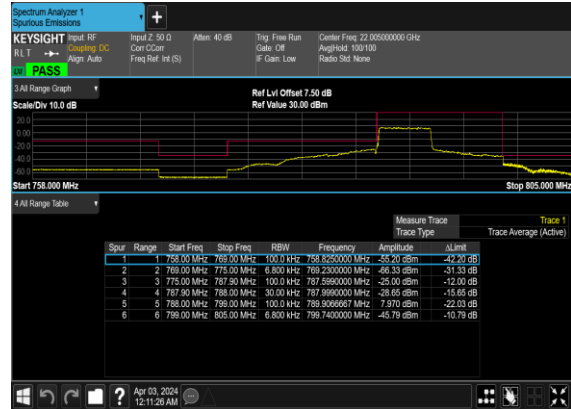 Spectrum Analyzer 1
Spurious Emissions
KEYSIGHT Input: RF Input Z: 50 Ω Atten: 40 dB Trig: Free Run Center Freq: 22.005000000 GHz
RLT Coupling: DC Corr CCorr Gate: Off Avg|Hold: 100/100
Align: Auto Freq Ref: Int (S) IF Gain: Low Radio Std: None
PASS
3 All Range Graph Ref Lvl Offset 7.50 dB
Scale/Div 10.0 dB Ref Value 30.00 dBm
20.0
0.00
-20.0
-40.0
-60.0
Start 758.000 MHz Stop 805.000 MHz
4 All Range Table
Measure Trace Trace 1
Trace Type Trace Average (Active)
Spur Range Start Freq Stop Freq RBW Frequency Amplitude ΔLimit
1 1 758.00 MHz 769.00 MHz 100.0 kHz 758.8250000 MHz -55.20 dBm -42.20 dB
2 2 769.00 MHz 775.00 MHz 6.800 kHz 769.2300000 MHz -66.33 dBm -31.33 dB
3 3 775.00 MHz 787.90 MHz 100.0 kHz 787.5990000 MHz -25.00 dBm -12.00 dB
4 4 787.90 MHz 788.00 MHz 30.00 kHz 787.9990000 MHz -28.65 dBm -15.65 dB
5 5 788.00 MHz 799.00 MHz 100.0 kHz 789.9066667 MHz 7.970 dBm -22.03 dB
6 6 799.00 MHz 805.00 MHz 6.800 kHz 799.7400000 MHz -45.79 dBm -10.79 dB
? Apr 03, 2024
12:11:26 AM